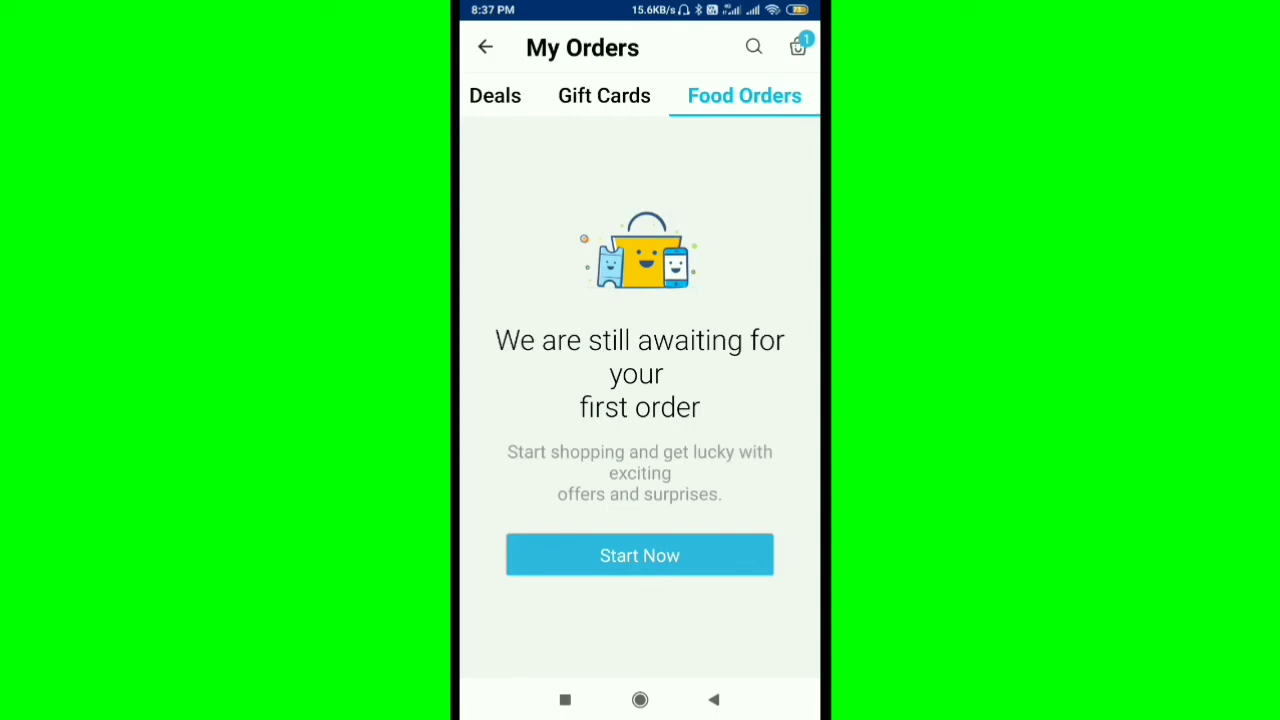 8:37 PM 15.6KB/s
My Orders 1
Deals Gift Cards Food Orders
We are still awaiting for
your
first order
Start shopping and get lucky with
exciting
offers and surprises.
Start Now